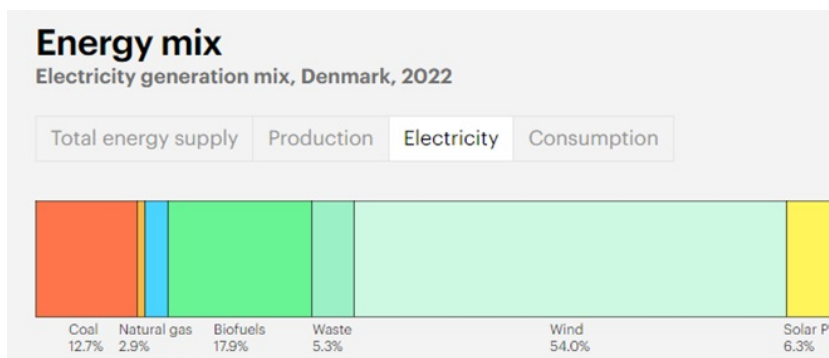 Energy mix
Electricity generation mix, Denmark, 2022
Total energy supply Production Electricity Consumption
Coal Natural gas Biofuels Waste Wind Solar P
12.7% 2.9% 17.9% 5.3% 54.0% 6.3%